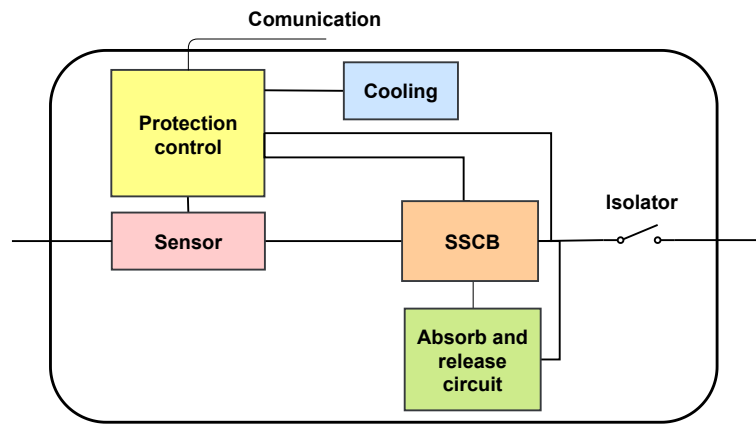 Comunication
Cooling
Protection
control
Isolator
Sensor
SSCB
Absorb and
release
circuit